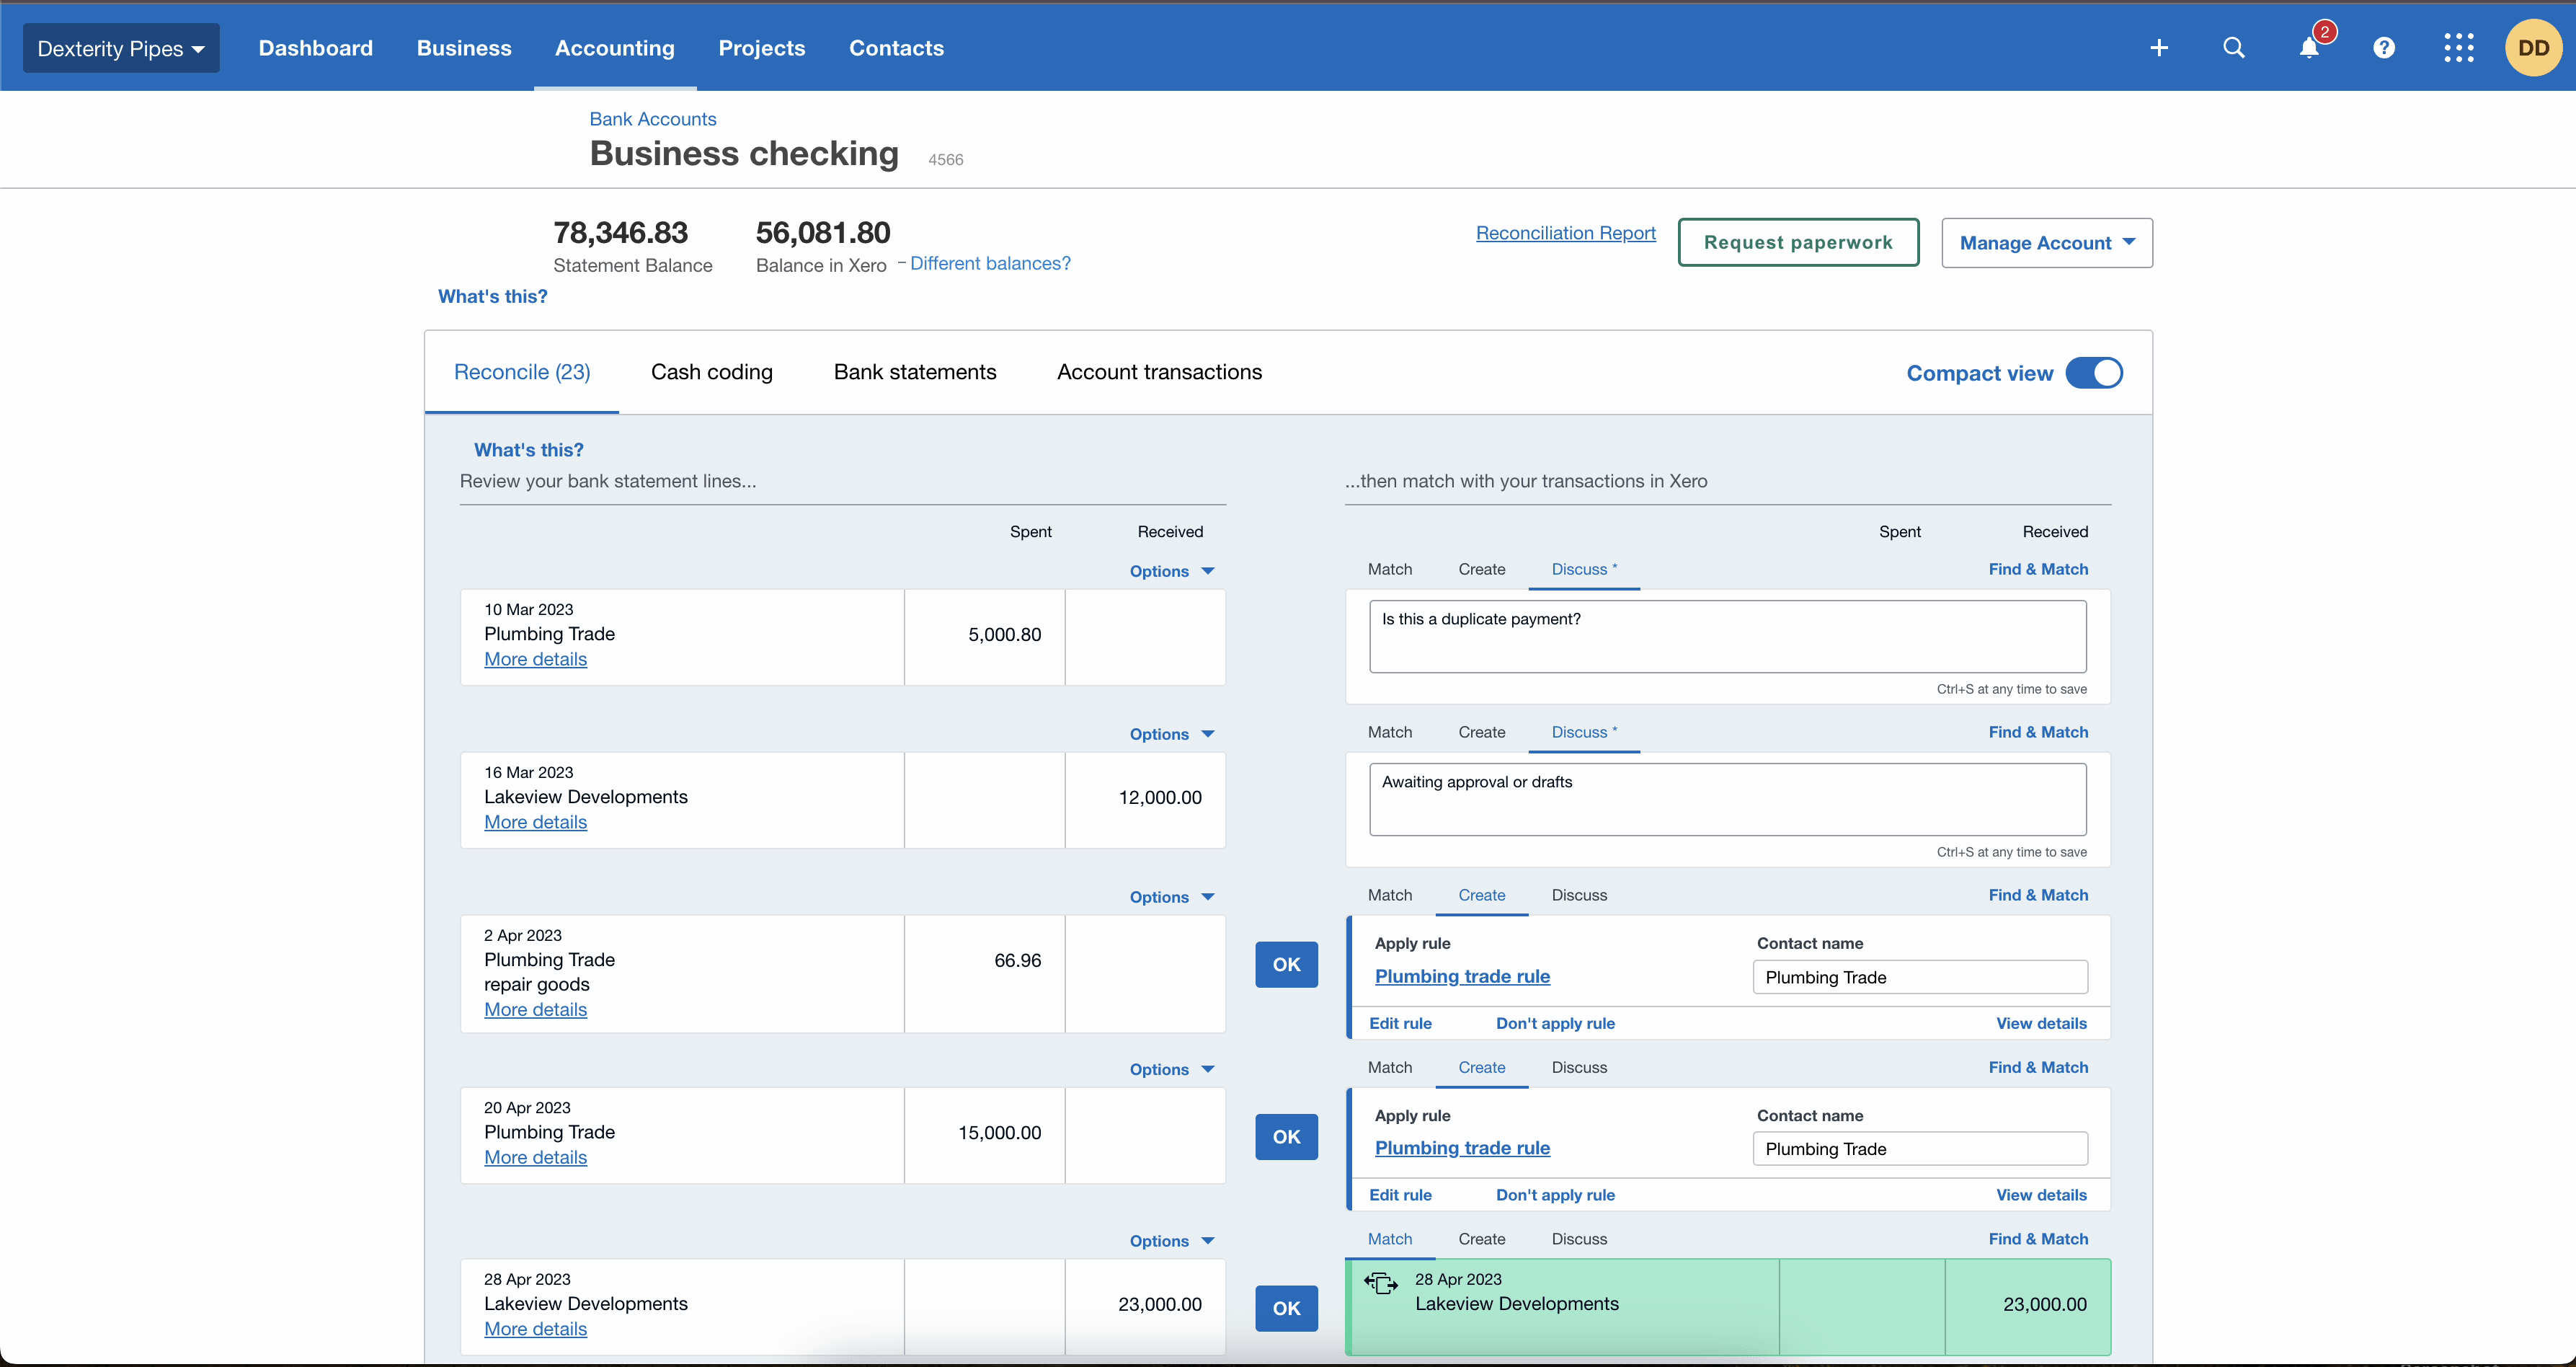 Dexterity Pipes Dashboard Business Accounting Projects Contacts 2 DD
Bank Accounts
Business checking 4566
78,346.83 56,081.80 Reconciliation Report Request paperwork Manage Account
Statement Balance Balance in Xero – Different balances?
What's this?
Reconcile (23) Cash coding Bank statements Account transactions Compact view
What's this?
Review your bank statement lines... ...then match with your transactions in Xero
Spent Received Spent Received
Options Match Create Discuss * Find & Match
10 Mar 2023 Is this a duplicate payment?
Plumbing Trade 5,000.80
More details
Ctrl+S at any time to save
Options Match Create Discuss * Find & Match
16 Mar 2023 Awaiting approval or drafts
Lakeview Developments 12,000.00
More details
Ctrl+S at any time to save
Options Match Create Discuss Find & Match
2 Apr 2023 Apply rule Contact name
Plumbing Trade 66.96 OK Plumbing trade rule Plumbing Trade
repair goods
More details Edit rule Don't apply rule View details
Options Match Create Discuss Find & Match
20 Apr 2023 Apply rule Contact name
Plumbing Trade 15,000.00 OK Plumbing trade rule Plumbing Trade
More details
Edit rule Don't apply rule View details
Options Match Create Discuss Find & Match
28 Apr 2023 28 Apr 2023
Lakeview Developments 23,000.00 OK Lakeview Developments 23,000.00
More details